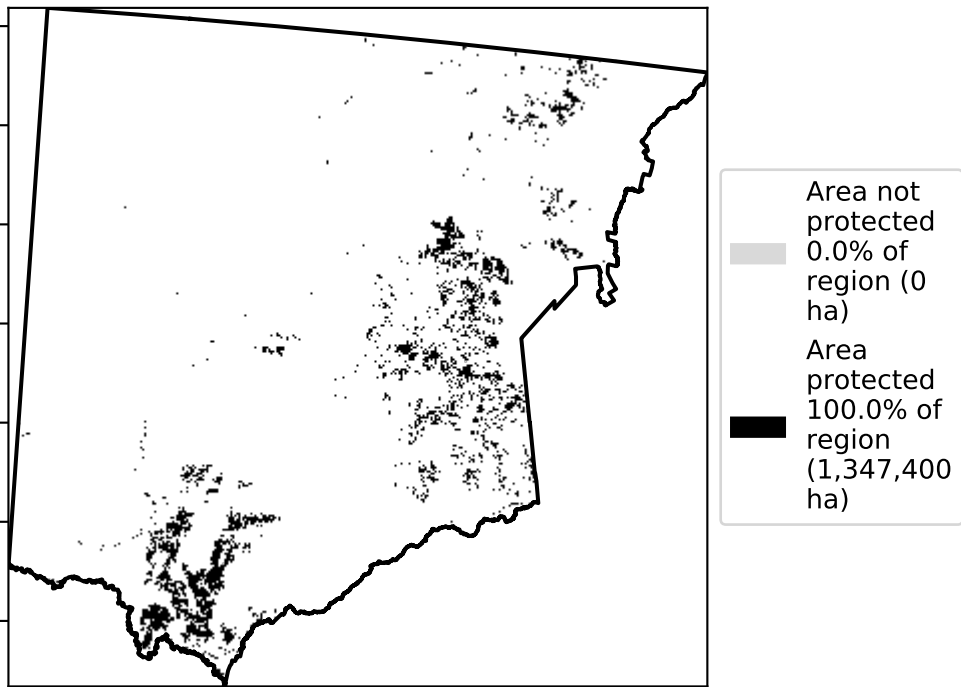 Area not
protected
0.0% of
region (0
ha)
Area
protected
100.0% of
region
(1,347,400
ha)